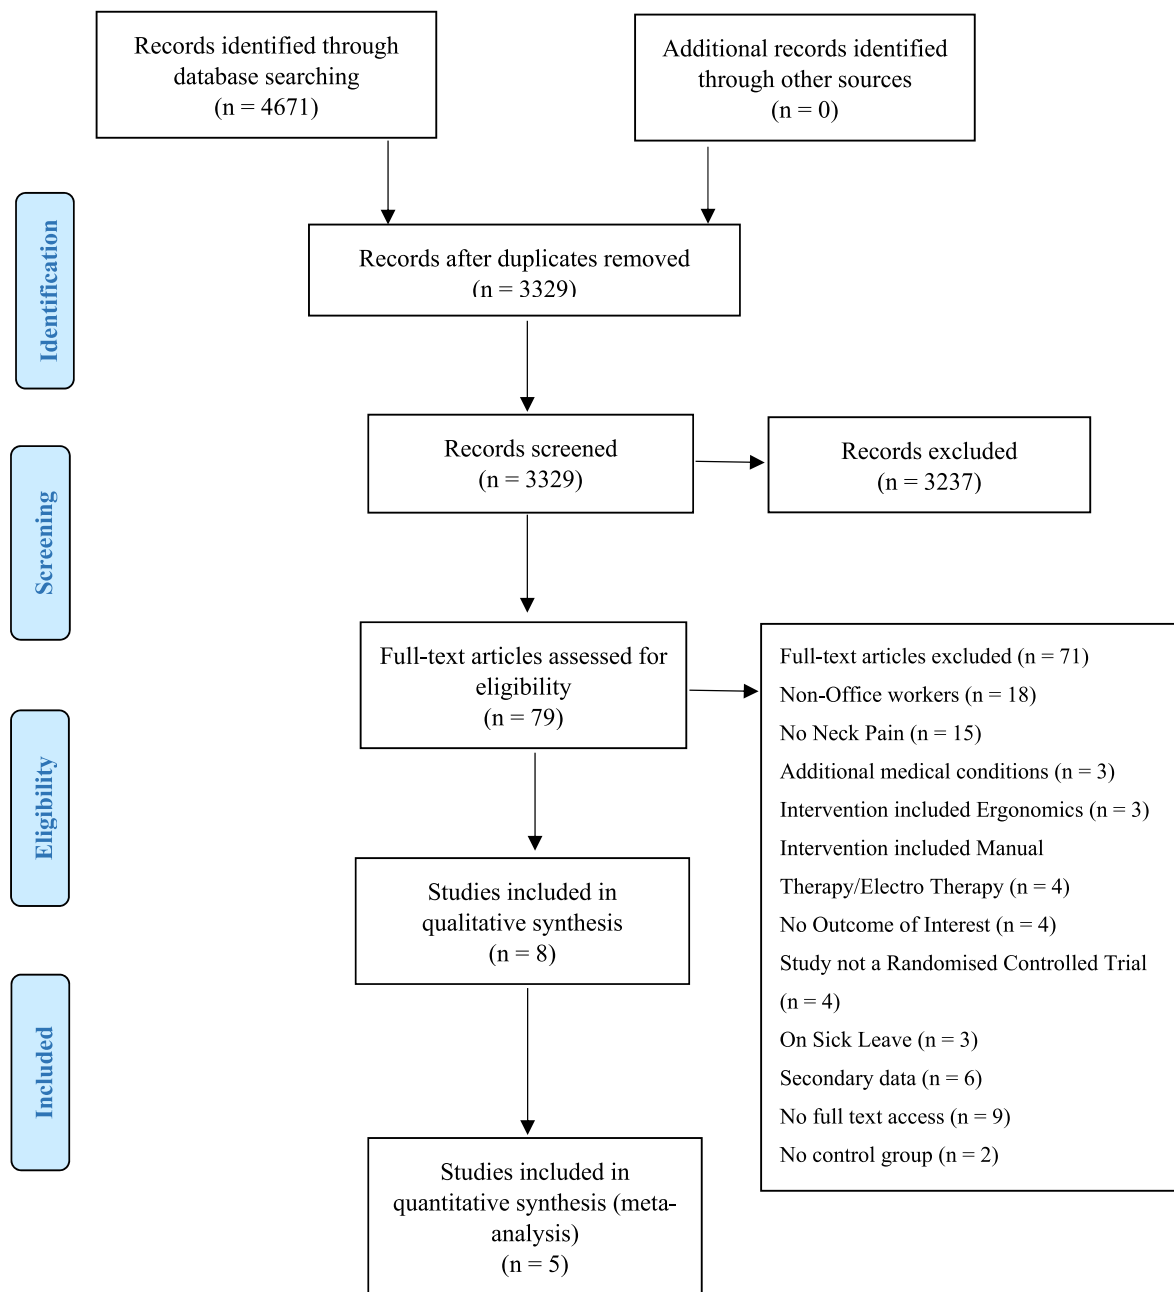 Records identified through
database searching
(n = 4671)
Additional records identified
through other sources
(n = 0)
Identification
Records after duplicates removed
(n = 3329)
Screening
Records screened
(n = 3329)
Records excluded
(n = 3237)
Eligibility
Full-text articles assessed for
eligibility
(n = 79)
Full-text articles excluded (n = 71)
Non-Office workers (n = 18)
No Neck Pain (n = 15)
Additional medical conditions (n = 3)
Intervention included Ergonomics (n = 3)
Intervention included Manual
Therapy/Electro Therapy (n = 4)
No Outcome of Interest (n = 4)
Study not a Randomised Controlled Trial
(n = 4)
On Sick Leave (n = 3)
Secondary data (n = 6)
No full text access (n = 9)
No control group (n = 2)
Studies included in
qualitative synthesis
(n = 8)
Included
Studies included in
quantitative synthesis (meta-
analysis)
(n = 5)